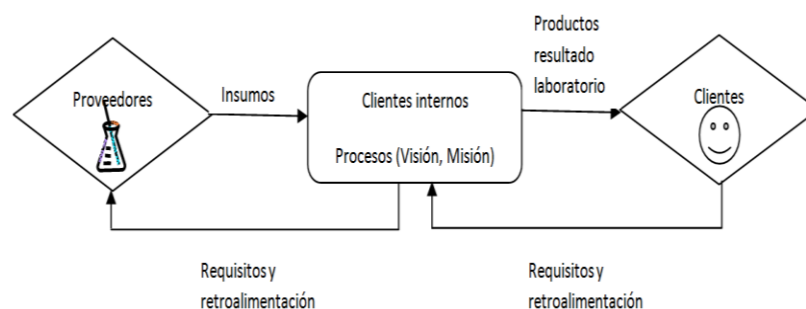 Proveedores
Insumos
Clientes internos
Procesos (Visión, Misión)
Productos
resultado
laboratorio
Clientes
Requisitos y
retroalimentación
Requisitos y
retroalimentación